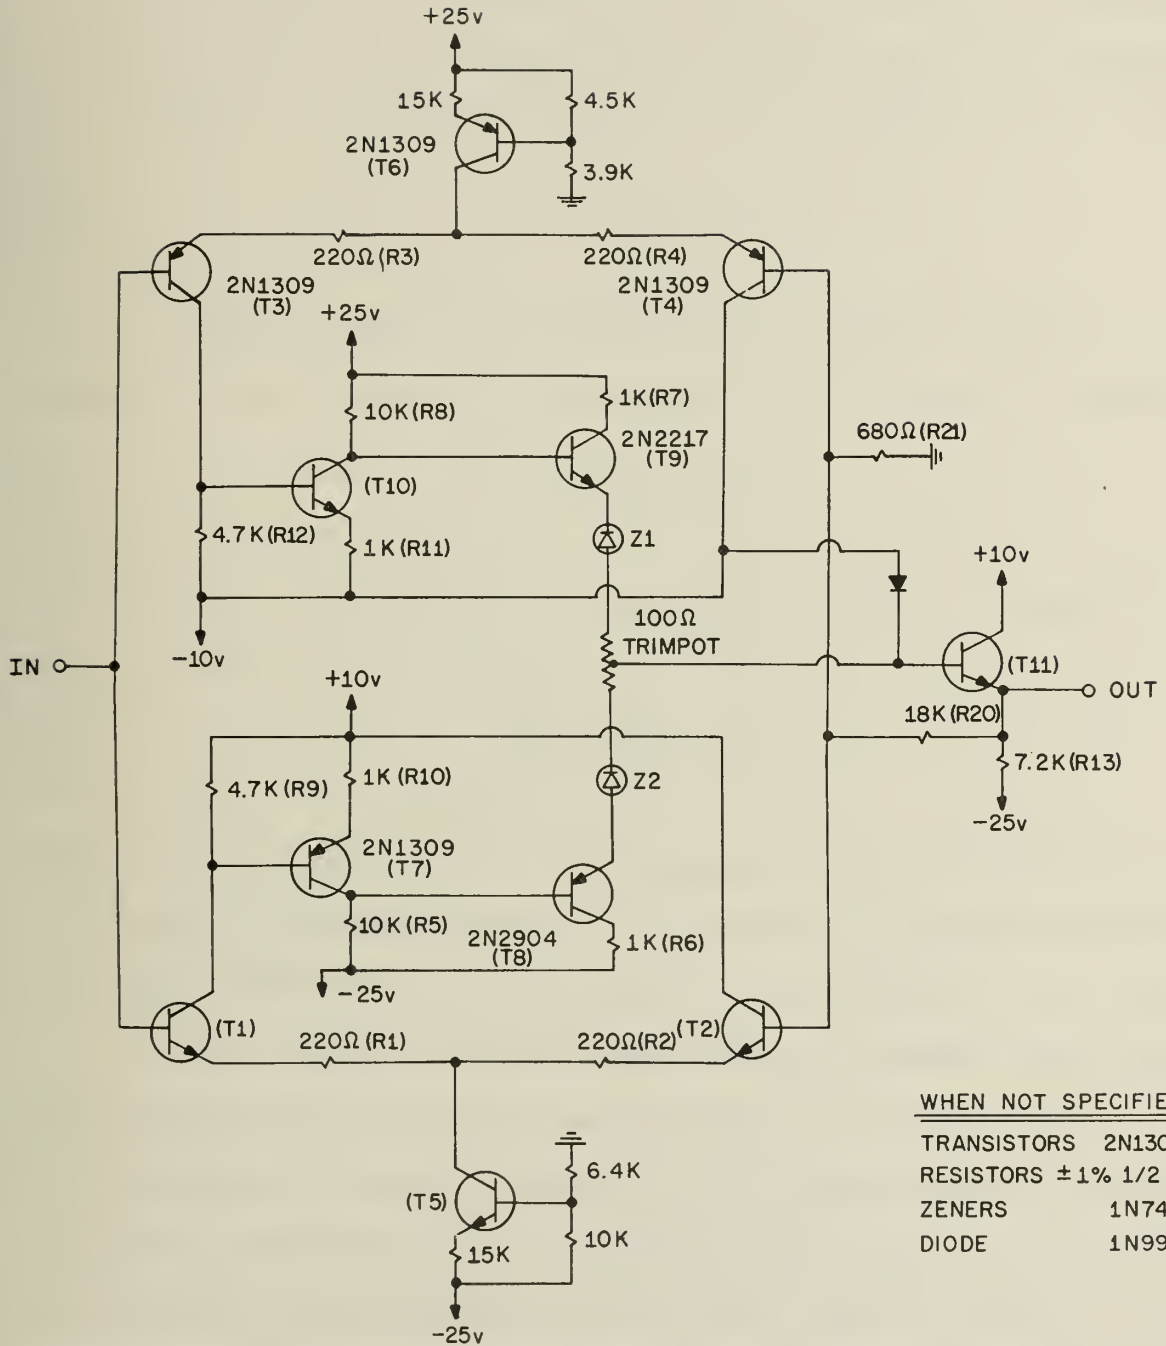 +25v
15K
4.5K
2N1309
(T6)
3.9K
220Ω(R3)
220Ω(R4)
2N1309
(T3)
2N1309
(T4)
+25v
10K(R8)
1K(R7)
2N2217
(T9)
680Ω(R21)
(T10)
4.7K(R12)
1K(R11)
Z1
+10v
100Ω
TRIMPOT
-10v
IN
(T11)
OUT
+10v
18K(R20)
4.7K(R9)
1K(R10)
Z2
7.2K(R13)
-25v
2N1309
(T7)
10K(R5)
2N2904
(T8)
1K(R6)
-25v
(T1)
(T2)
220Ω(R1)
220Ω(R2)
WHEN NOT SPECIFIE
TRANSISTORS 2N130
RESISTORS ±1% 1/2
ZENERS 1N74
DIODE 1N99
6.4K
(T5)
15K
10K
-25v